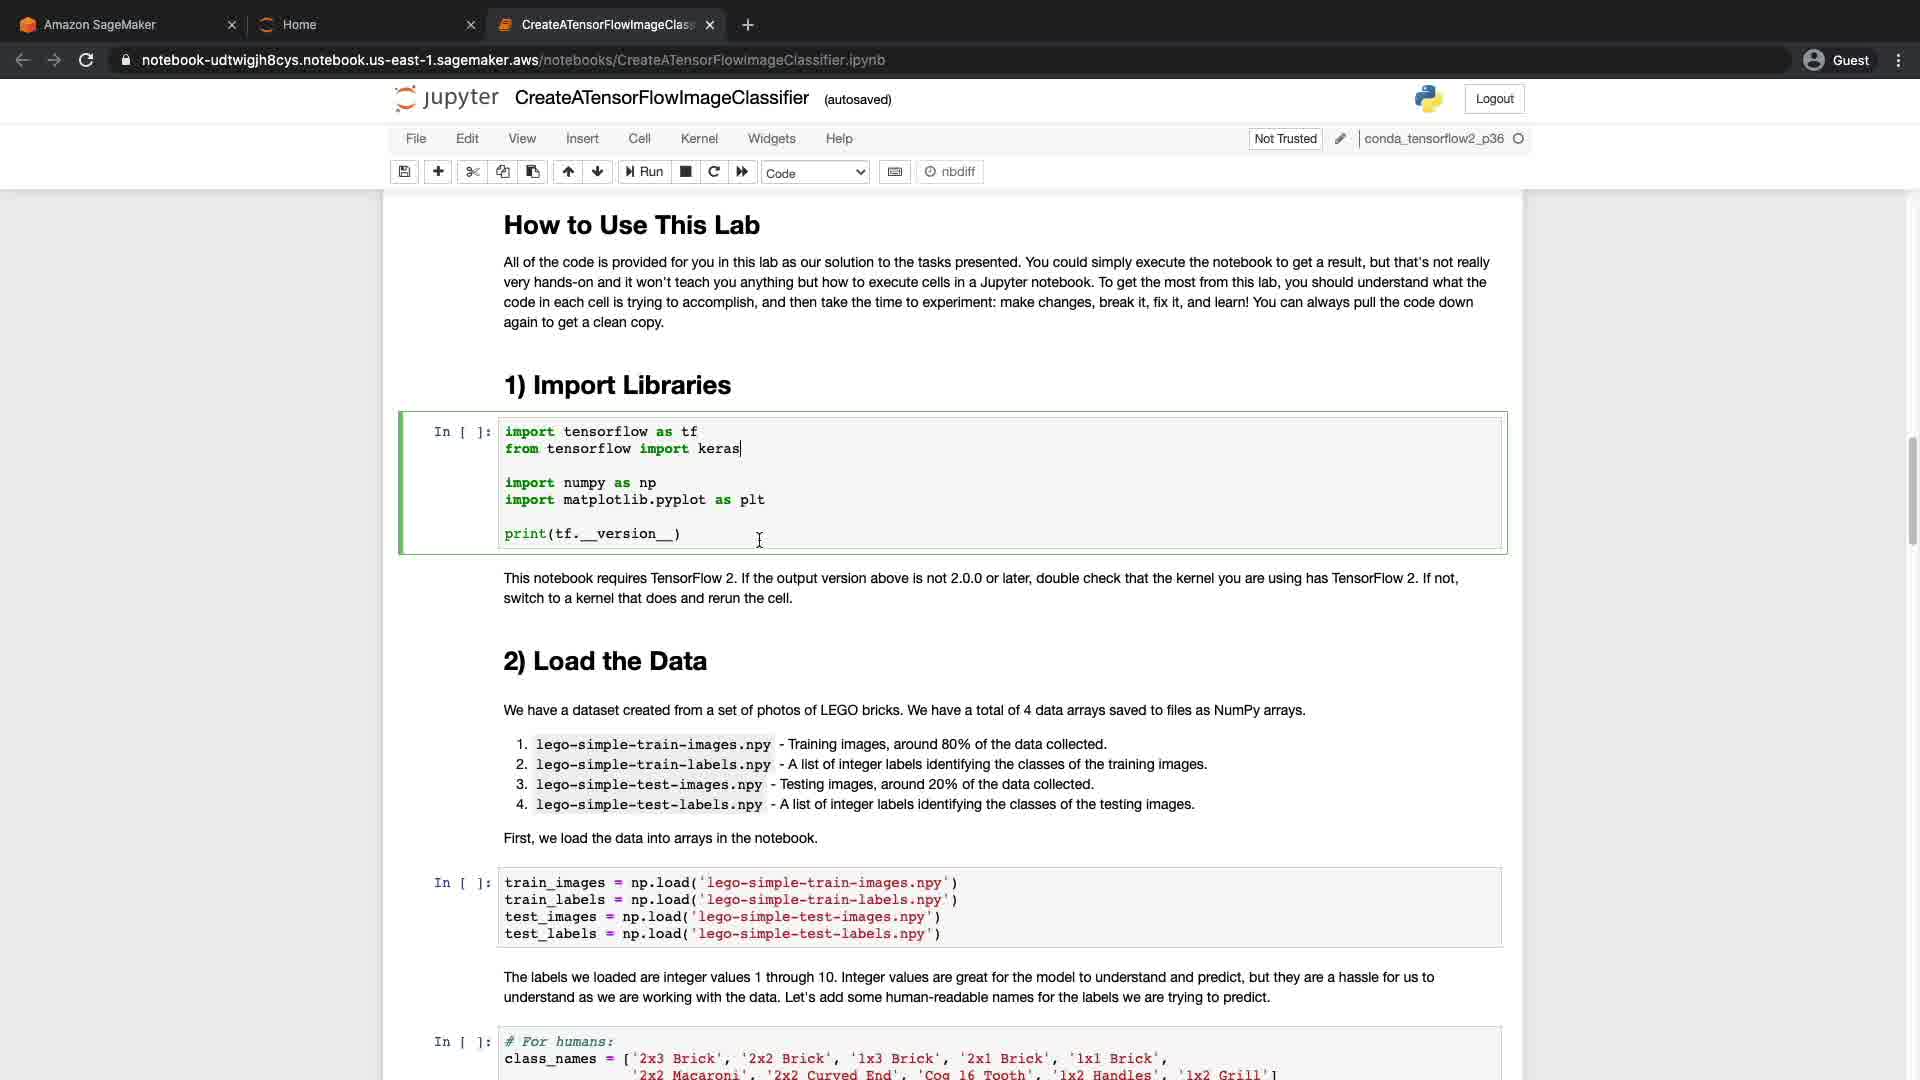 Amazon SageMaker
Home
CreateATensorFlowImageClass
notebook-udtwigjh8cys.notebook.us-east-1.sagemaker.aws/notebooks/CreateATensorFlowImageClassifier.ipynb
Guest
jupyter CreateATensorFlowImageClassifier (autosaved)
Logout
File Edit View Insert Cell Kernel Widgets Help
Not Trusted
conda_tensorflow2_p36
Run
Code
nbdiff
How to Use This Lab
All of the code is provided for you in this lab as our solution to the tasks presented. You could simply execute the notebook to get a result, but that's not really
very hands-on and it won't teach you anything but how to execute cells in a Jupyter notebook. To get the most from this lab, you should understand what the
code in each cell is trying to accomplish, and then take the time to experiment: make changes, break it, fix it, and learn! You can always pull the code down
again to get a clean copy.
1) Import Libraries
In [ ]: import tensorflow as tf
from tensorflow import keras
import numpy as np
import matplotlib.pyplot as plt
print(tf.__version__)
This notebook requires TensorFlow 2. If the output version above is not 2.0.0 or later, double check that the kernel you are using has TensorFlow 2. If not,
switch to a kernel that does and rerun the cell.
2) Load the Data
We have a dataset created from a set of photos of LEGO bricks. We have a total of 4 data arrays saved to files as NumPy arrays.
1. lego-simple-train-images.npy - Training images, around 80% of the data collected.
2. lego-simple-train-labels.npy - A list of integer labels identifying the classes of the training images.
3. lego-simple-test-images.npy - Testing images, around 20% of the data collected.
4. lego-simple-test-labels.npy - A list of integer labels identifying the classes of the testing images.
First, we load the data into arrays in the notebook.
In [ ]: train_images = np.load('lego-simple-train-images.npy')
train_labels = np.load('lego-simple-train-labels.npy')
test_images = np.load('lego-simple-test-images.npy')
test_labels = np.load('lego-simple-test-labels.npy')
The labels we loaded are integer values 1 through 10. Integer values are great for the model to understand and predict, but they are a hassle for us to
understand as we are working with the data. Let's add some human-readable names for the labels we are trying to predict.
In [ ]: # For humans:
class_names = ['2x3 Brick', '2x2 Brick', '1x3 Brick', '2x1 Brick', '1x1 Brick',
'2x2 Macaroni', '2x2 Curved End', 'Cog 16 Tooth', '1x2 Handles', '1x2 Grill']